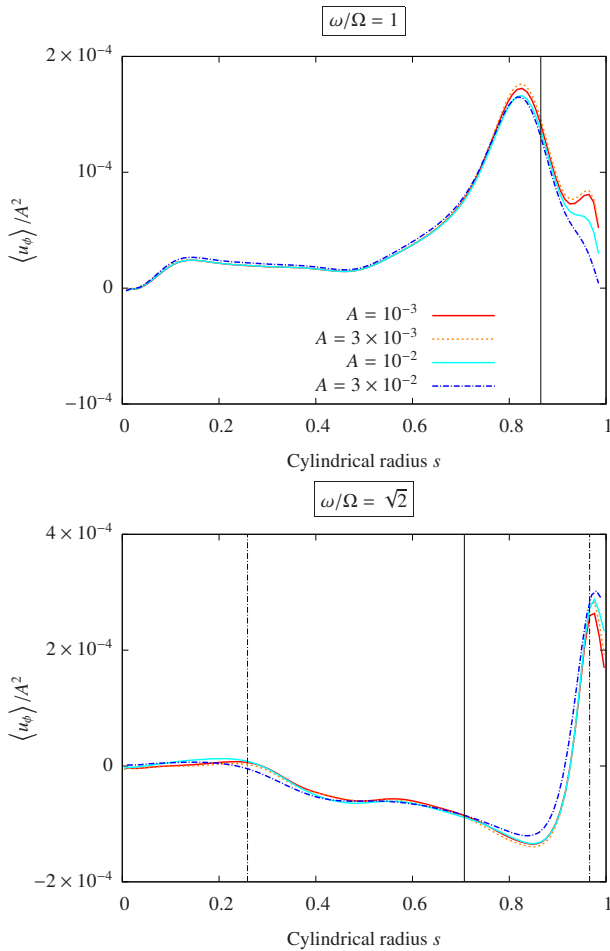 ω/Ω = 1
2 × 10⁻⁴
10⁻⁴
0
−10⁻⁴
⟨u_ϕ⟩/A²
A = 10⁻³
A = 3 × 10⁻³
A = 10⁻²
A = 3 × 10⁻²
0 0.2 0.4 0.6 0.8 1
Cylindrical radius s
ω/Ω = √2
4 × 10⁻⁴
2 × 10⁻⁴
0
−2 × 10⁻⁴
⟨u_ϕ⟩/A²
0 0.2 0.4 0.6 0.8 1
Cylindrical radius s